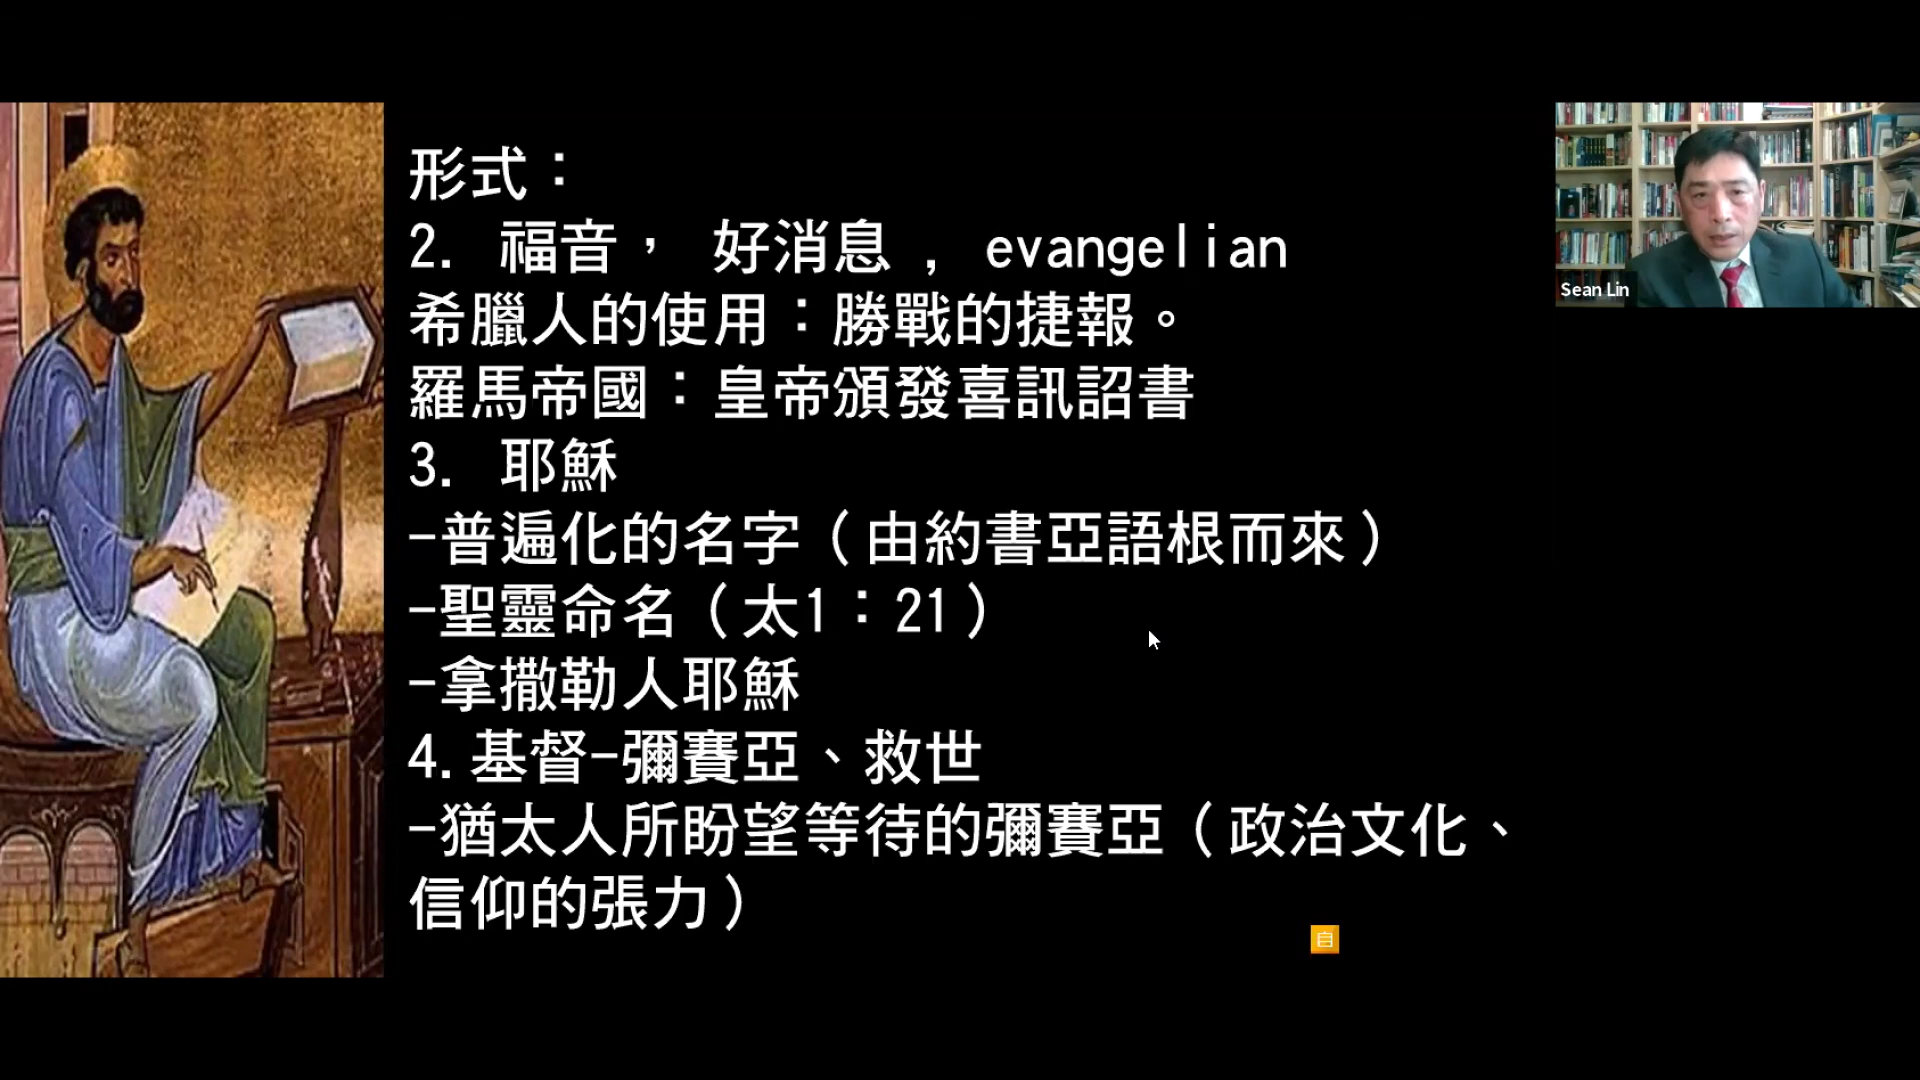 形式：
2. 福音， 好消息 , evangelian
希臘人的使用：勝戰的捷報。
羅馬帝國：皇帝頒發喜訊詔書
3. 耶穌
-普遍化的名字（由約書亞語根而來）
-聖靈命名（太1：21）
-拿撒勒人耶穌
4.基督-彌賽亞、救世
-猶太人所盼望等待的彌賽亞（政治文化、
信仰的張力）
Sean Lin
自